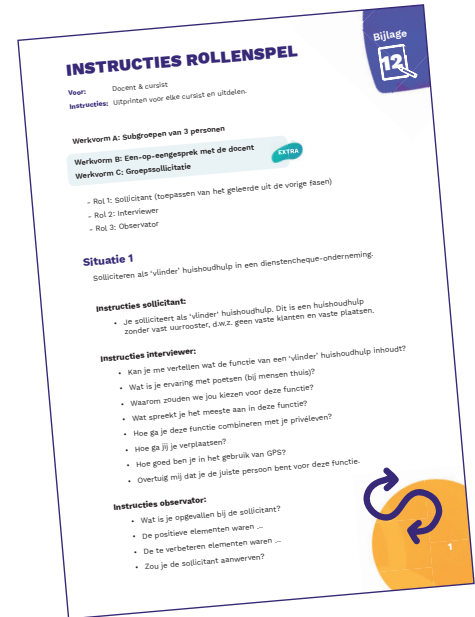 Bijlage
12
INSTRUCTIES ROLLENSPEL
Voor: Docent & cursist
Instructies: Uitprinten voor elke cursist en uitdelen.
Werkvorm A: Subgroepen van 3 personen
Werkvorm B: Een-op-eengesprek met de docent
EXTRA
Werkvorm C: Groepssollicitatie
- Rol 1: Sollicitant (toepassen van het geleerde uit de vorige fasen)
- Rol 2: Interviewer
- Rol 3: Observator
Situatie 1
Solliciteren als ‘vlinder’ huishoudhulp in een dienstencheque-onderneming.
Instructies sollicitant:
• Je solliciteert als ‘vlinder’ huishoudhulp. Dit is een huishoudhulp
zonder vast uurrooster, d.w.z. geen vaste klanten en vaste plaatsen.
Instructies interviewer:
• Kan je me vertellen wat de functie van een ‘vlinder’ huishoudhulp inhoudt?
• Wat is je ervaring met poetsen (bij mensen thuis)?
• Waarom zouden we jou kiezen voor deze functie?
• Wat spreekt je het meeste aan in deze functie?
• Hoe ga je deze functie combineren met je privéleven?
• Hoe ga jij je verplaatsen?
• Hoe goed ben je in het gebruik van GPS?
• Overtuig mij dat je de juiste persoon bent voor deze functie.
Instructies observator:
• Wat is je opgevallen bij de sollicitant?
• De positieve elementen waren ...
• De te verbeteren elementen waren ...
• Zou je de sollicitant aanwerven?
1